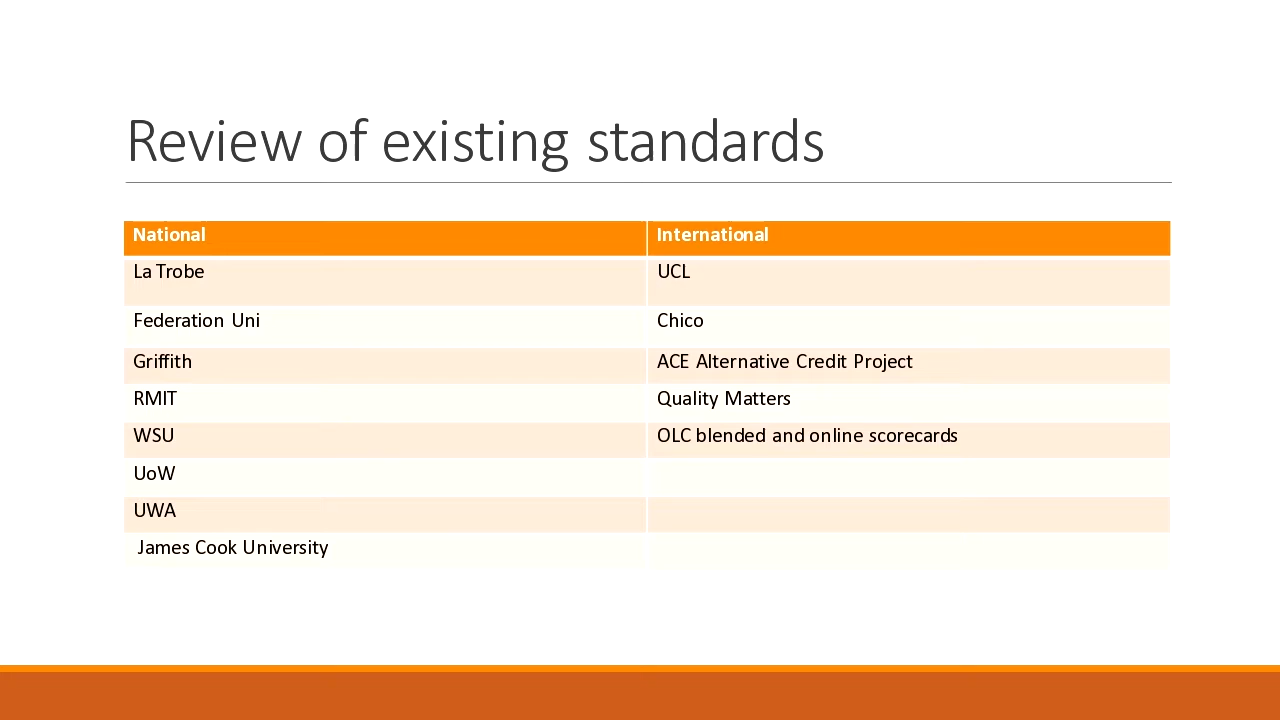 Review of existing standards
National International
La Trobe UCL
Federation Uni Chico
Griffith ACE Alternative Credit Project
RMIT Quality Matters
WSU OLC blended and online scorecards
UoW
UWA
James Cook University